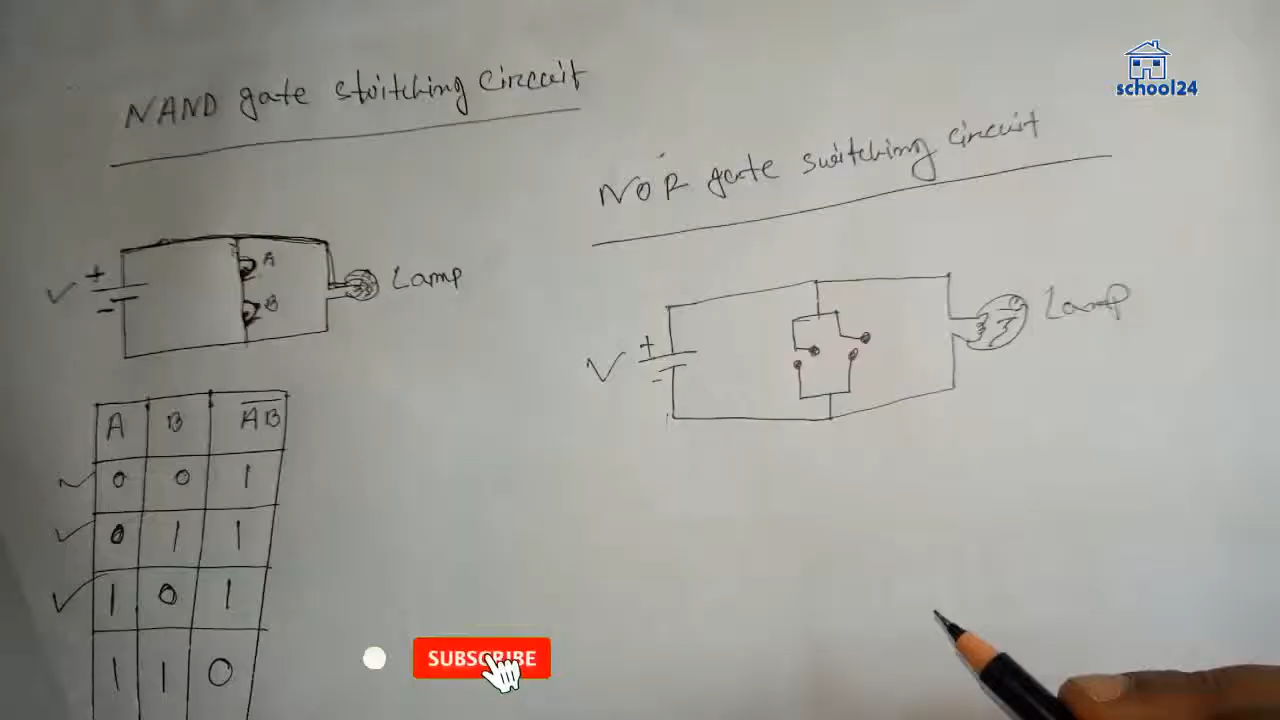 school24
NAND gate switching circuit
NOR gate switching circuit
+
-
A
B
Lamp
+
-
Lamp
A B AB
0 0 1
0 1 1
1 0 1
1 1 0
SUBSCRIBE